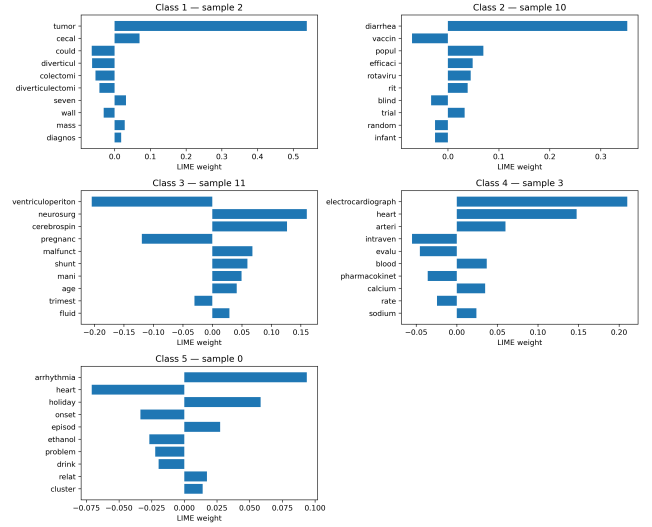 Class 1 — sample 2
tumor
cecal
could
diverticul
colectomi
diverticulectomi
seven
wall
mass
diagnos
0.0 0.1 0.2 0.3 0.4 0.5
LIME weight
Class 2 — sample 10
diarrhea
vaccin
popul
efficaci
rotaviru
rit
blind
trial
random
infant
0.0 0.1 0.2 0.3
LIME weight
Class 3 — sample 11
ventriculoperiton
neurosurg
cerebrospin
pregnanc
malfunct
shunt
mani
age
trimest
fluid
−0.20 −0.15 −0.10 −0.05 0.00 0.05 0.10 0.15
LIME weight
Class 4 — sample 3
electrocardiograph
heart
arteri
intraven
evalu
blood
pharmacokinet
calcium
rate
sodium
−0.05 0.00 0.05 0.10 0.15 0.20
LIME weight
Class 5 — sample 0
arrhythmia
heart
holiday
onset
episod
ethanol
problem
drink
relat
cluster
−0.075 −0.050 −0.025 0.000 0.025 0.050 0.075 0.100
LIME weight